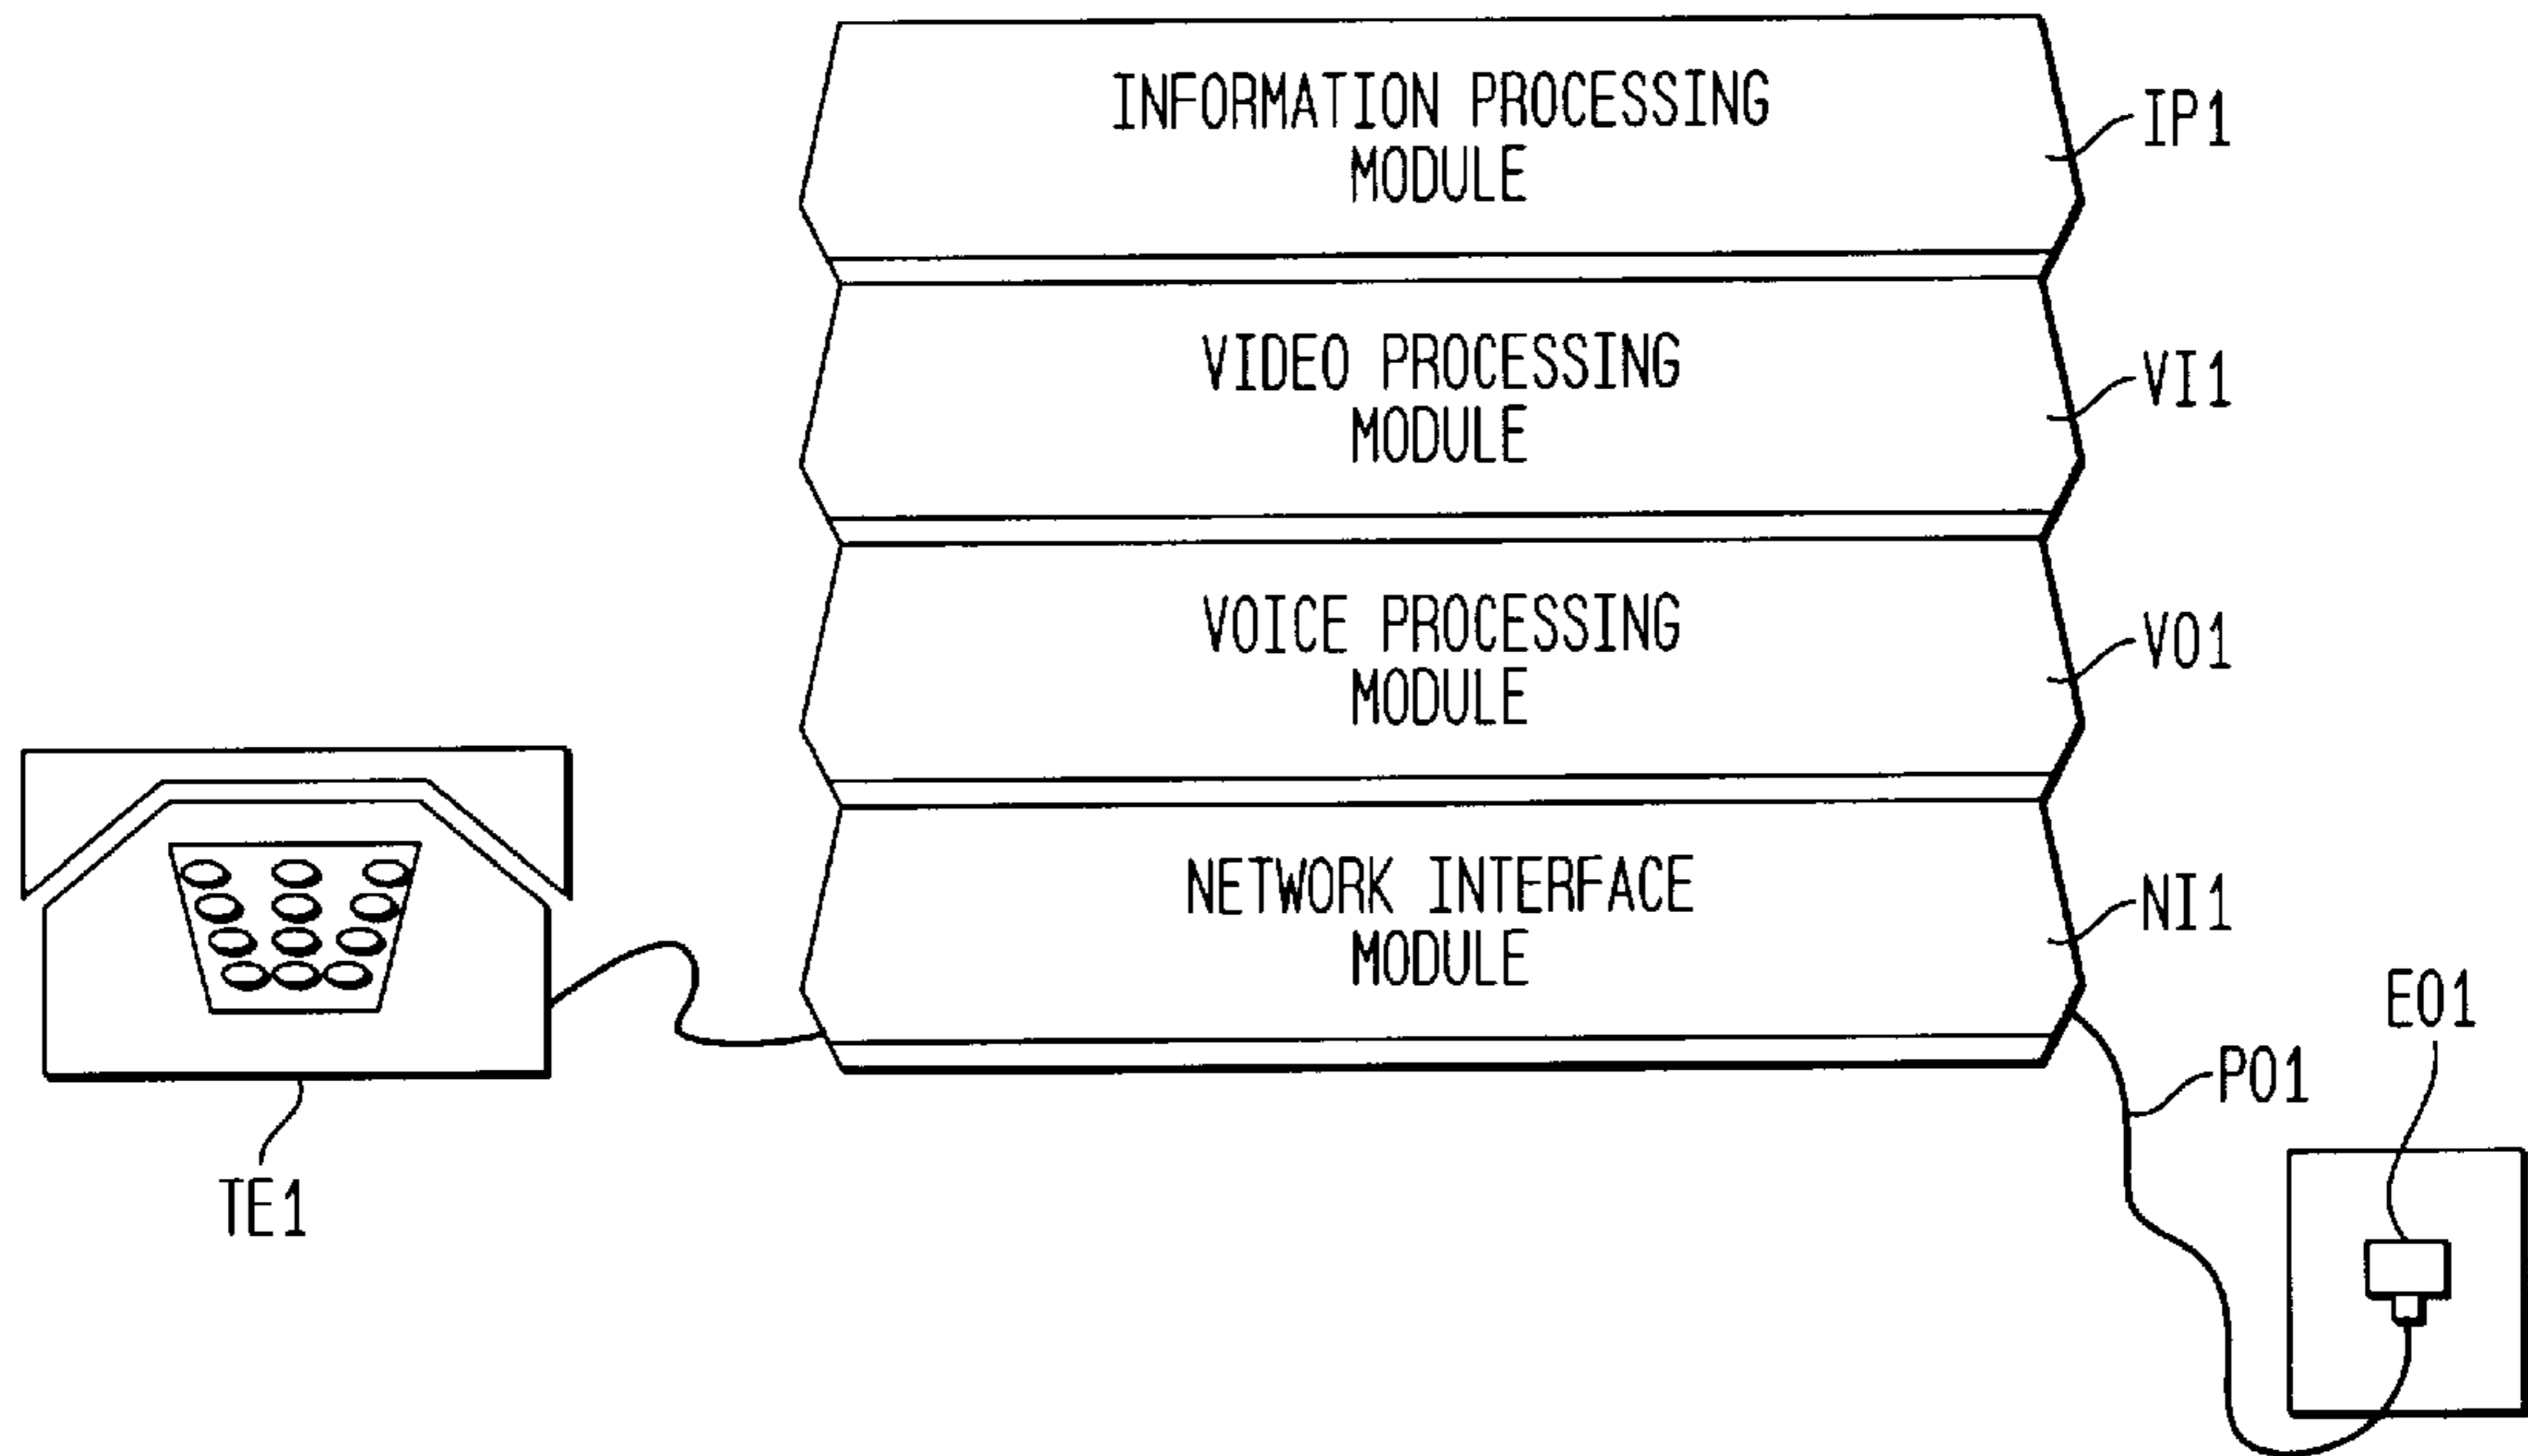 INFORMATION PROCESSING
MODULE
IP1
VIDEO PROCESSING
MODULE
VI1
VOICE PROCESSING
MODULE
VO1
NETWORK INTERFACE
MODULE
NI1
EO1
PO1
TE1